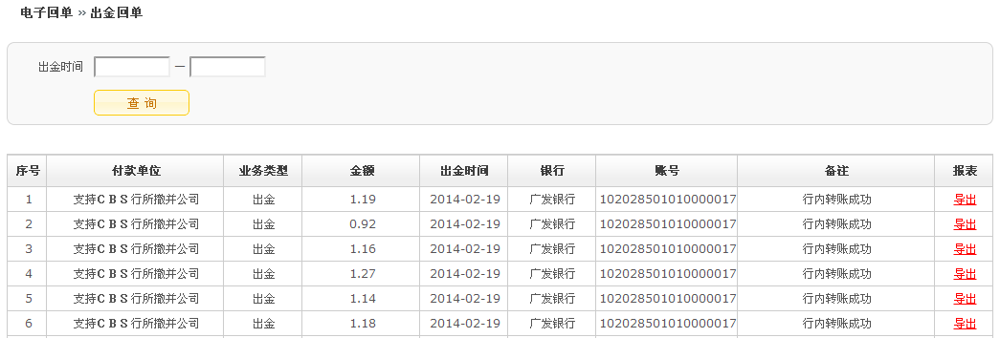 电子回单 » 出金回单
出金时间 —
查 询
序号 付款单位 业务类型 金额 出金时间 银行 账号 备注 报表
1 支持C B S 行所撤并公司 出金 1.19 2014-02-19 广发银行 102028501010000017 行内转账成功 导出
2 支持C B S 行所撤并公司 出金 0.92 2014-02-19 广发银行 102028501010000017 行内转账成功 导出
3 支持C B S 行所撤并公司 出金 1.16 2014-02-19 广发银行 102028501010000017 行内转账成功 导出
4 支持C B S 行所撤并公司 出金 1.27 2014-02-19 广发银行 102028501010000017 行内转账成功 导出
5 支持C B S 行所撤并公司 出金 1.14 2014-02-19 广发银行 102028501010000017 行内转账成功 导出
6 支持C B S 行所撤并公司 出金 1.18 2014-02-19 广发银行 102028501010000017 行内转账成功 导出